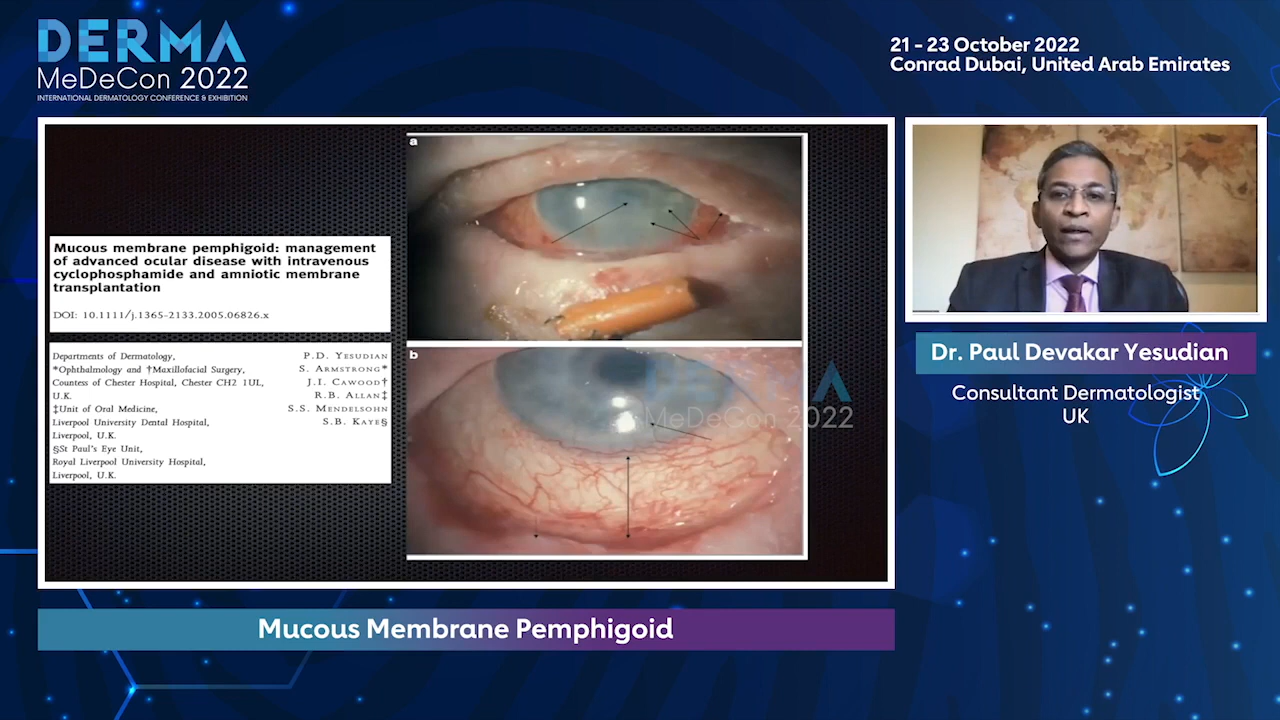 DERMA
MeDeCon 2022
INTERNATIONAL DERMATOLOGY CONFERENCE & EXHIBITION
21 - 23 October 2022
Conrad Dubai, United Arab Emirates
Mucous membrane pemphigoid: management
of advanced ocular disease with intravenous
cyclophosphamide and amniotic membrane
transplantation
DOI: 10.1111/j.1365-2133.2005.06826.x
Departments of Dermatology,
*Ophthalmology and †Maxillofacial Surgery,
Countess of Chester Hospital, Chester CH2 1UL,
U.K.
‡Unit of Oral Medicine,
Liverpool University Dental Hospital,
Liverpool, U.K.
§St Paul's Eye Unit,
Royal Liverpool University Hospital,
Liverpool, U.K.
P.D. YESUDIAN
S. ARMSTRONG*
J.I. CAWOOD†
R.B. ALLAN‡
S.S. MENDELSOHN
S.B. KAYE§
a
b
DERMA
MeDeCon 2022
Dr. Paul Devakar Yesudian
Consultant Dermatologist
UK
Mucous Membrane Pemphigoid